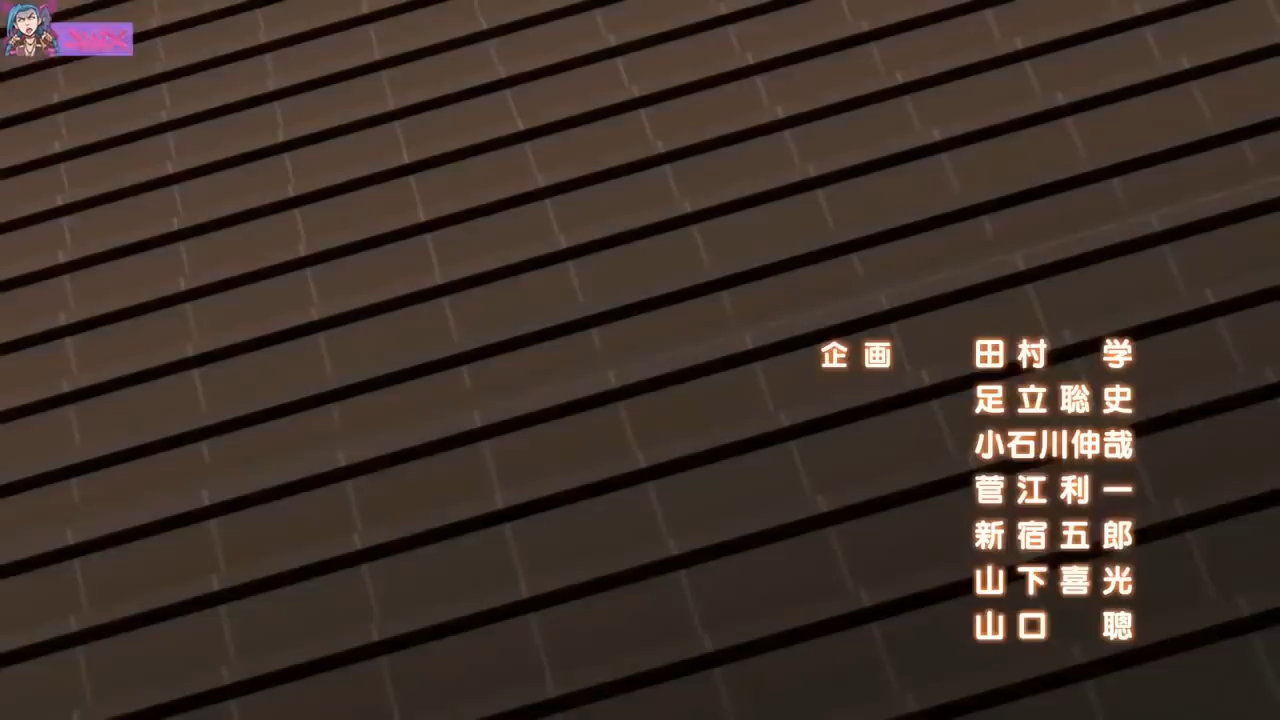 企画 田村 学
足立聡史
小石川伸哉
菅江利一
新宿五郎
山下喜光
山口 聰